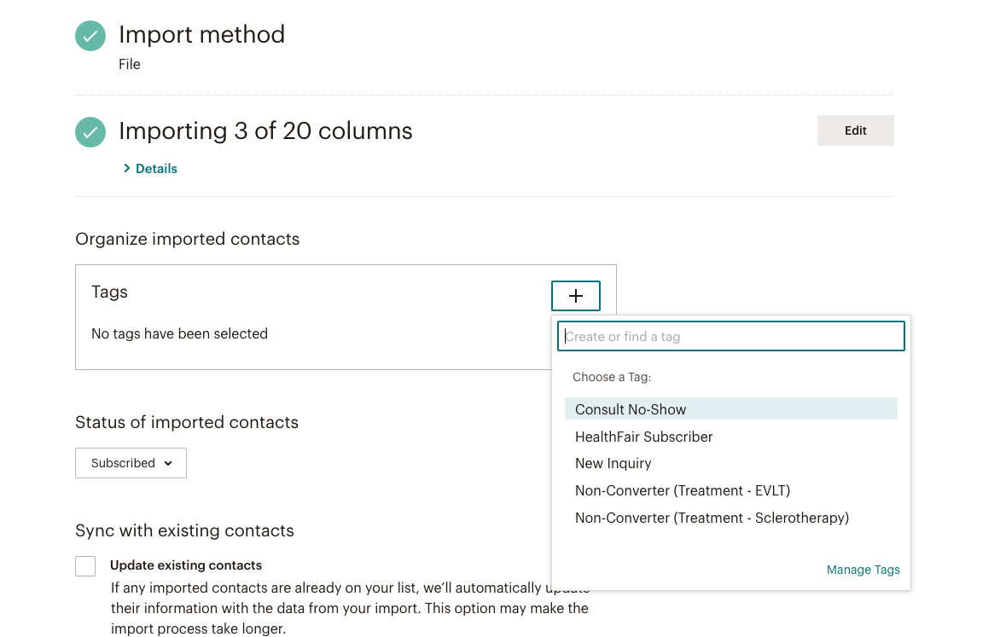 Import method
File
Importing 3 of 20 columns
Edit
Details
Organize imported contacts
Tags
No tags have been selected
Create or find a tag
Choose a Tag:
Consult No-Show
HealthFair Subscriber
New Inquiry
Non-Converter (Treatment - EVLT)
Non-Converter (Treatment - Sclerotherapy)
Manage Tags
Status of imported contacts
Subscribed
Sync with existing contacts
Update existing contacts
If any imported contacts are already on your list, we’ll automatically update
their information with the data from your import. This option may make the
import process take longer.